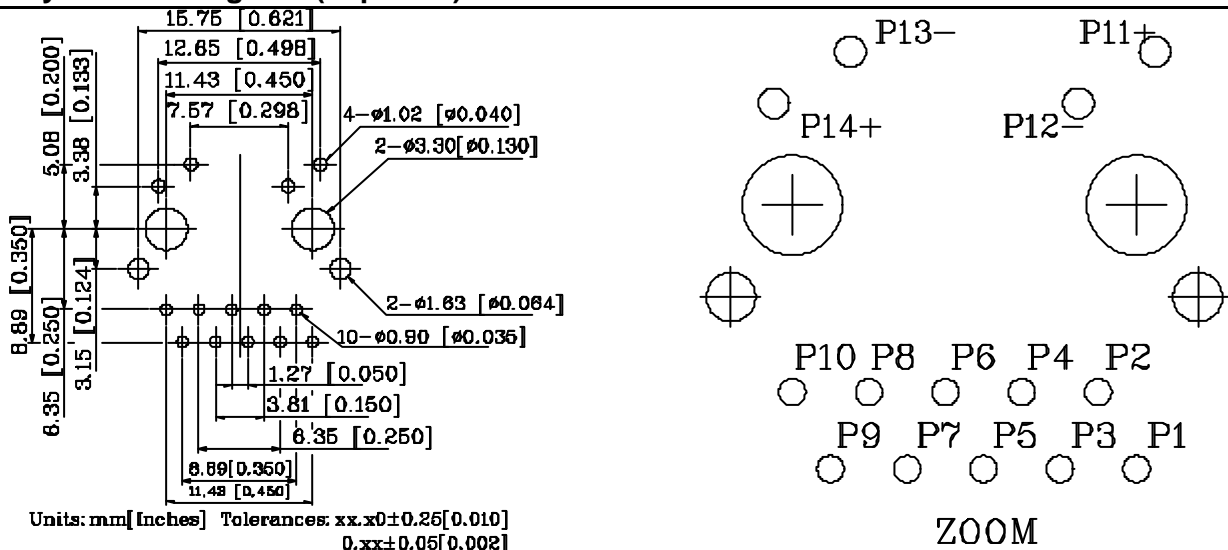 15.75 [0.621]
12.65 [0.498]
11.43 [0.450]
7.57 [0.298]
5.08 [0.200]
3.38 [0.133]
4-ø1.02 [ø0.040]
2-ø3.30[ø0.130]
8.89 [0.350]
6.35 [0.250]
3.15 [0.124]
2-ø1.63 [ø0.064]
10-ø0.90 [ø0.035]
1.27 [0.050]
3.81 [0.150]
6.35 [0.250]
8.89[0.350]
11.43 [0.450]
Units: mm[Inches] Tolerances: xx.x0±0.25[0.010]
0.xx±0.05[0.002]
P13- P11+
P14+ P12-
P10 P8 P6 P4 P2
P9 P7 P5 P3 P1
ZOOM